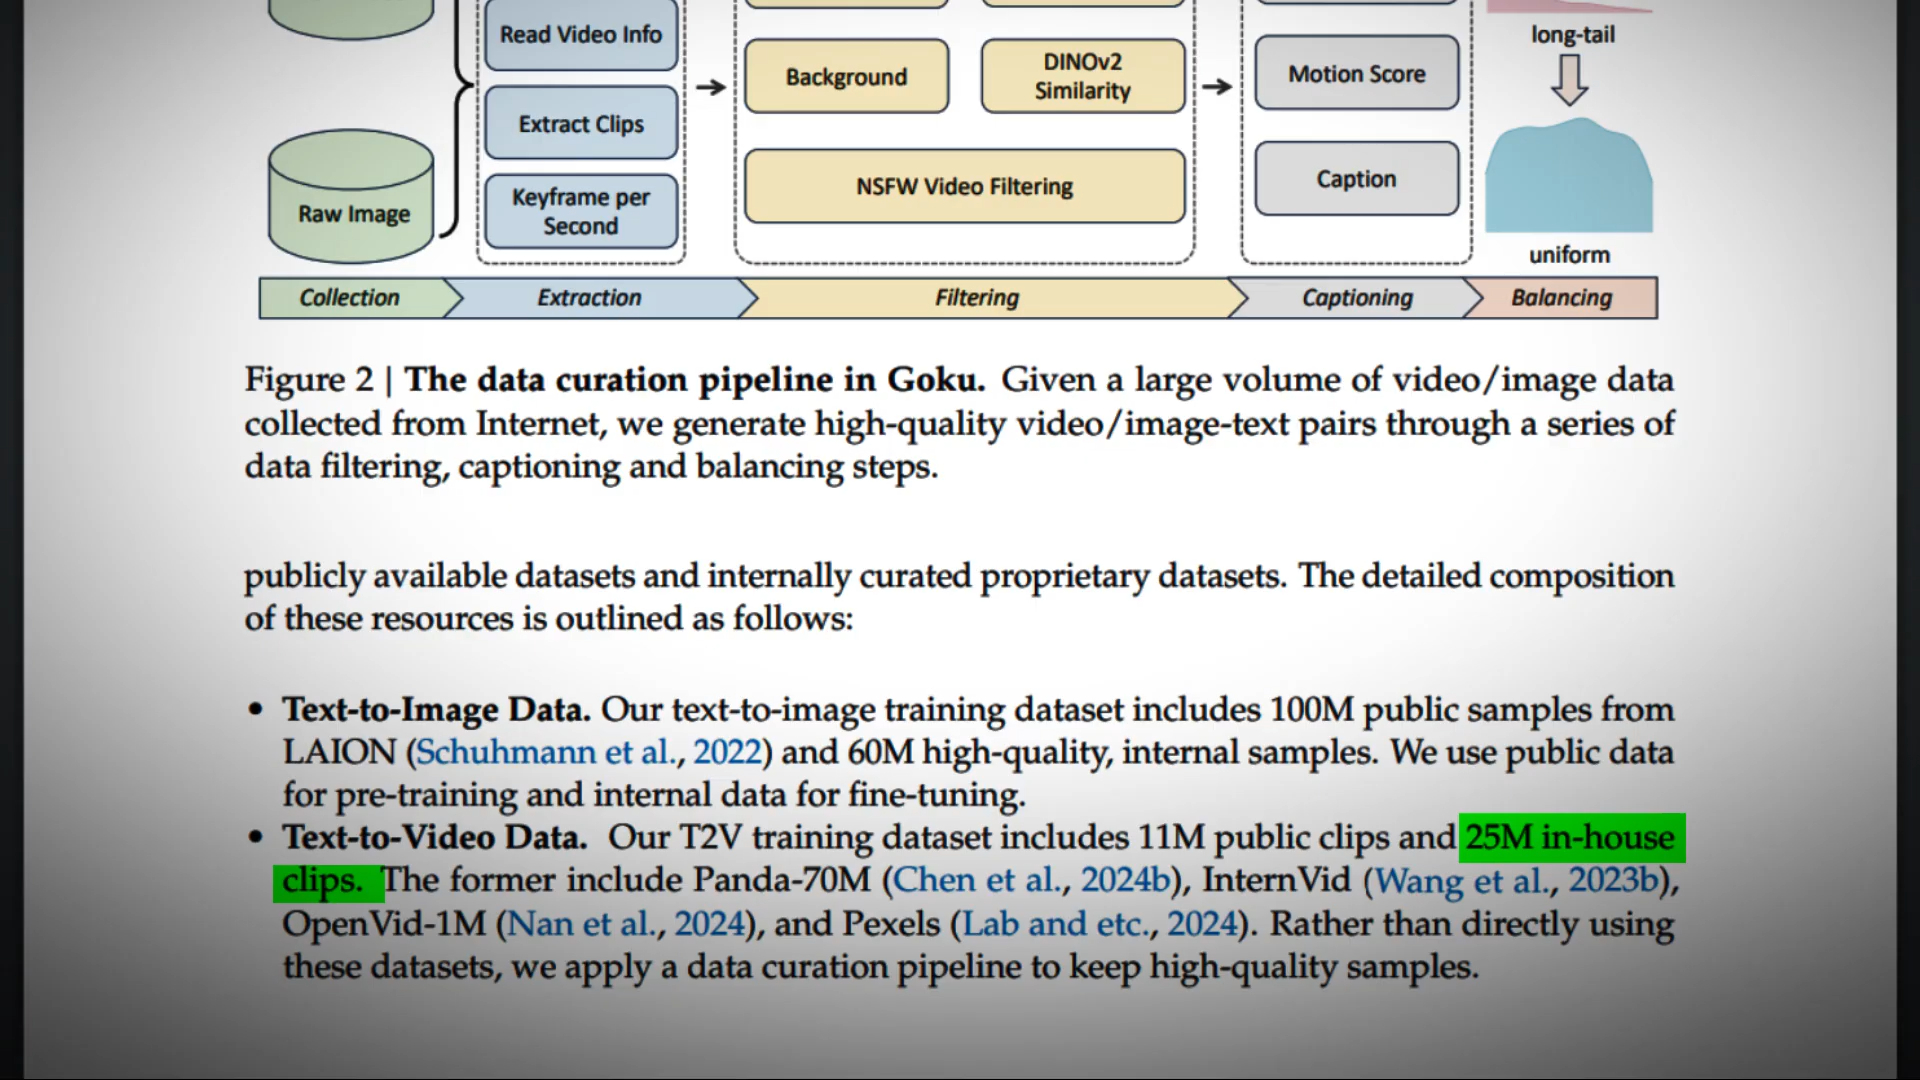 Read Video Info
Extract Clips
Keyframe per
Second
Raw Image
Background
DINOv2
Similarity
NSFW Video Filtering
Motion Score
Caption
long-tail
uniform
Collection
Extraction
Filtering
Captioning
Balancing
Figure 2 | The data curation pipeline in Goku. Given a large volume of video/image data
collected from Internet, we generate high-quality video/image-text pairs through a series of
data filtering, captioning and balancing steps.
publicly available datasets and internally curated proprietary datasets. The detailed composition
of these resources is outlined as follows:
• Text-to-Image Data. Our text-to-image training dataset includes 100M public samples from
LAION (Schuhmann et al., 2022) and 60M high-quality, internal samples. We use public data
for pre-training and internal data for fine-tuning.
• Text-to-Video Data. Our T2V training dataset includes 11M public clips and 25M in-house
clips. The former include Panda-70M (Chen et al., 2024b), InternVid (Wang et al., 2023b),
OpenVid-1M (Nan et al., 2024), and Pexels (Lab and etc., 2024). Rather than directly using
these datasets, we apply a data curation pipeline to keep high-quality samples.